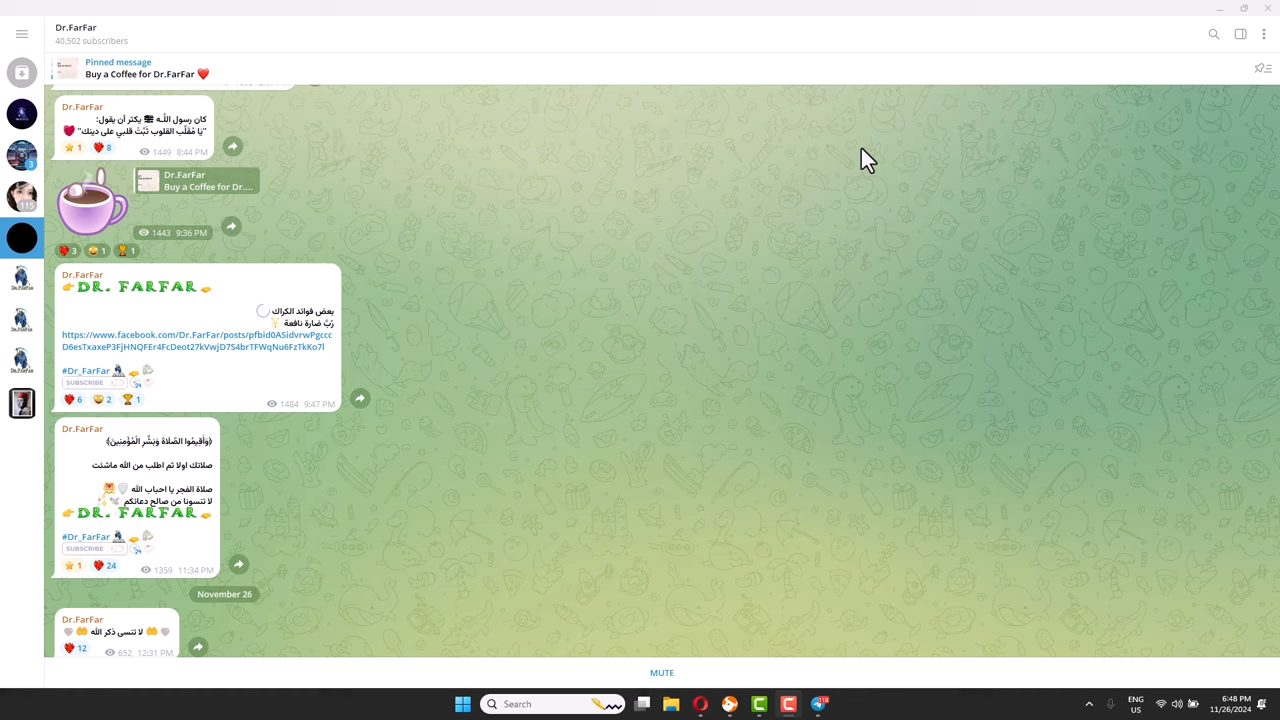 Dr.FarFar
40,502 subscribers
Pinned message
Buy a Coffee for Dr.FarFar ❤️
Dr.FarFar
كان رسول اللّٰه ﷺ يكثر أن يقول:
"يَا مُقَلِّب القلوب ثَبِّتْ قلبي على دينك" 💗
1 8 1449 8:44 PM
Dr.FarFar
Buy a Coffee for Dr....
1443 9:36 PM
3 1 1
Dr.FarFar
DR. FARFAR
بعض فوائد الكراك
رُبَّ ضارة نافعة
https://www.facebook.com/Dr.FarFar/posts/pfbid0ASidvrwPgccc
D6esTxaxeP3FjHNQFEr4FcDeot27kVwjD7S4brTFWqNu6FzTkKo7l
#Dr_FarFar
SUBSCRIBE
6 2 1 1484 9:47 PM
Dr.FarFar
﴿وَأَقِيمُوا الصَّلَاةَ وَبَشِّرِ الْمُؤْمِنِينَ﴾
صلاتك اولا ثم اطلب من الله ماشئت
صلاة الفجر يا احباب الله
لا تنسونا من صالح دعائكم
DR. FARFAR
#Dr_FarFar
SUBSCRIBE
1 24 1359 11:34 PM
November 26
Dr.FarFar
لا تنسى ذكر الله
12 652 12:31 PM
MUTE
3
115
Search
118
ENG
US
6:48 PM
11/26/2024